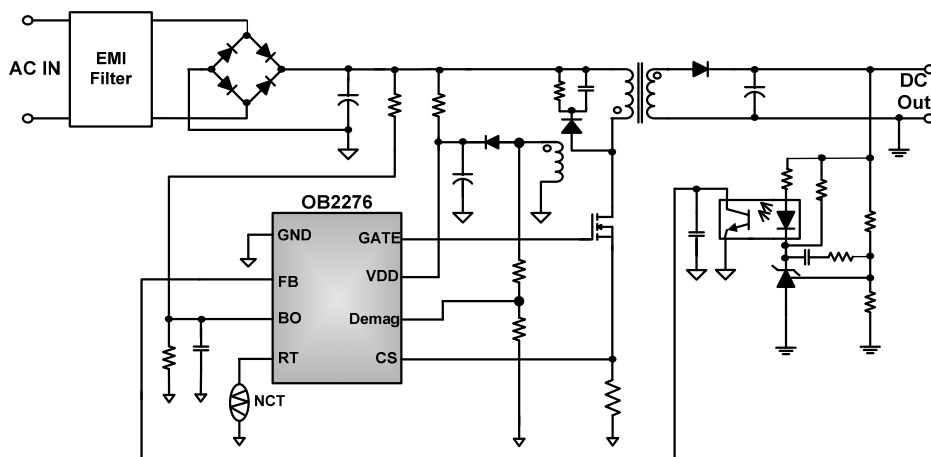 AC IN
EMI
Filter
DC
Out
OB2276
GND
GATE
FB
VDD
BO
Demag
RT
CS
NCT